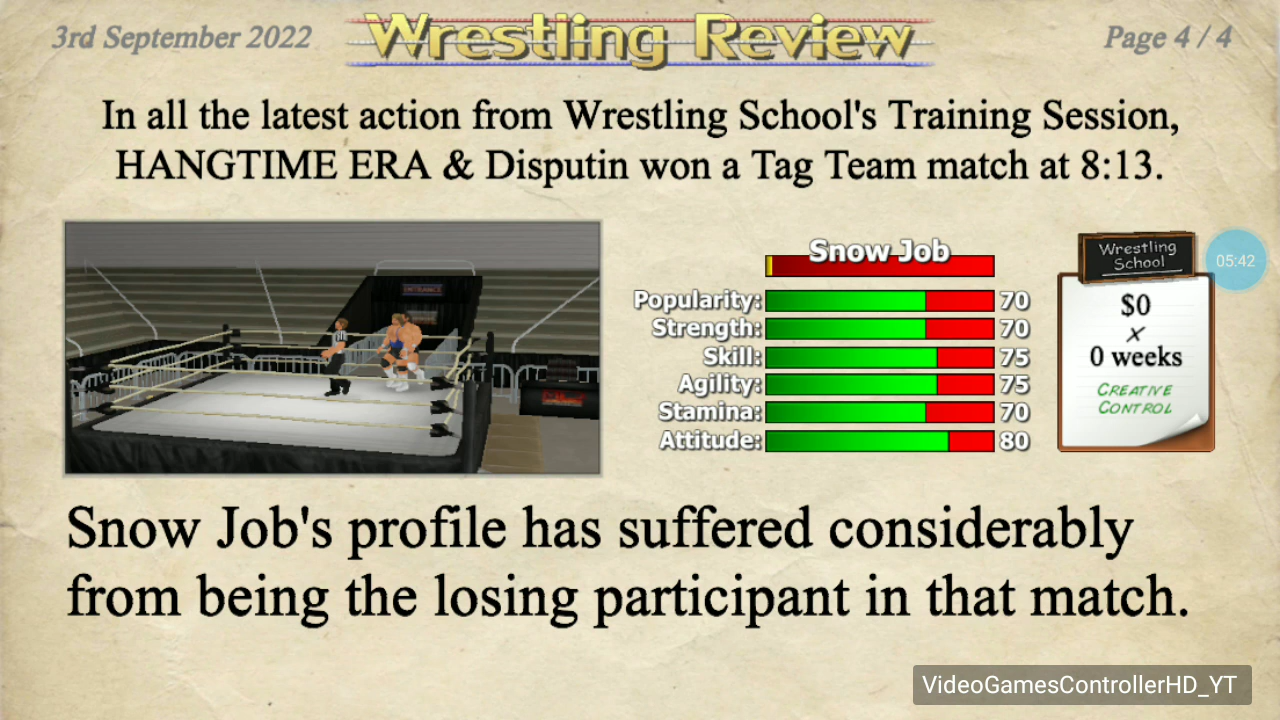 3rd September 2022
Wrestling Review
Page 4 / 4
In all the latest action from Wrestling School's Training Session,
HANGTIME ERA & Disputin won a Tag Team match at 8:13.
ENTRANCE
Snow Job
Popularity: 70
Strength: 70
Skill: 75
Agility: 75
Stamina: 70
Attitude: 80
Wrestling
School
$0
x
0 weeks
CREATIVE
CONTROL
05:42
Snow Job's profile has suffered considerably
from being the losing participant in that match.
VideoGamesControllerHD_YT